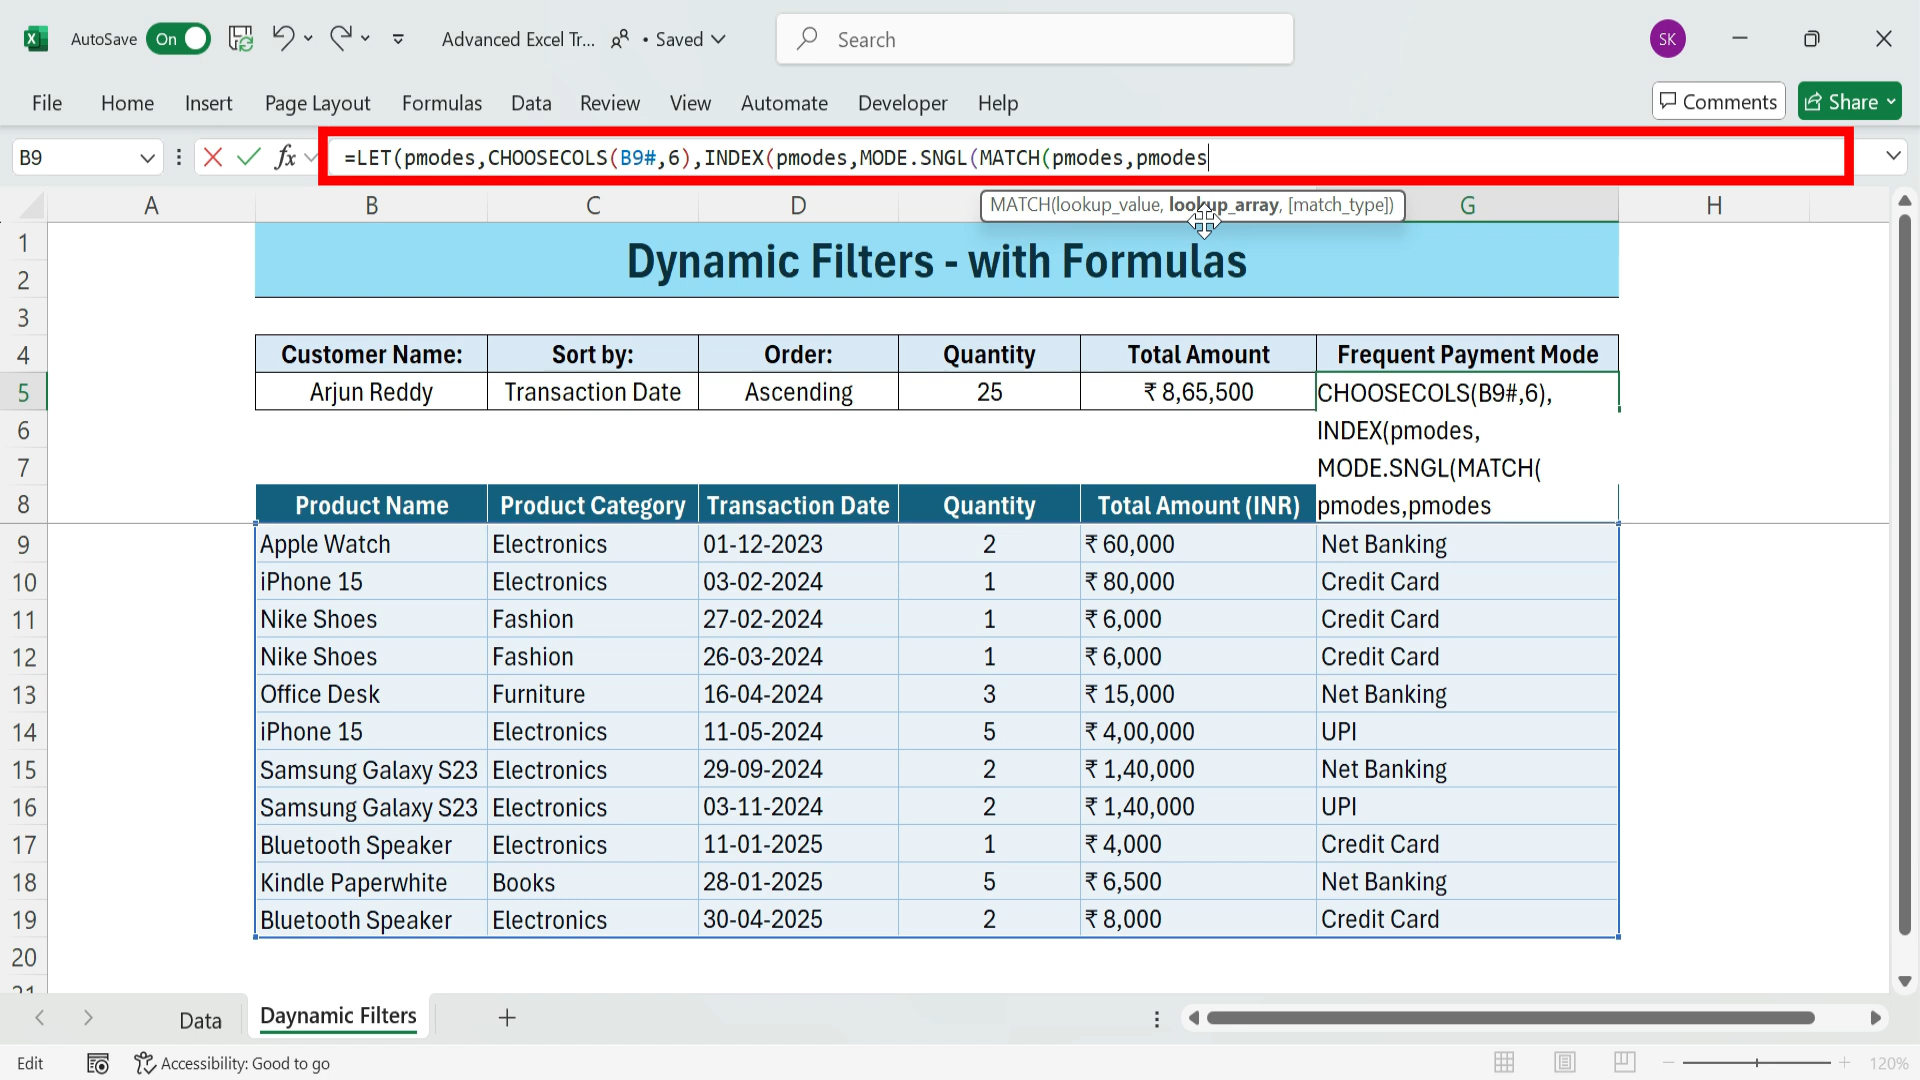 AutoSave On Advanced Excel Tr... • Saved Search SK
File Home Insert Page Layout Formulas Data Review View Automate Developer Help Comments Share
B9 fx =LET(pmodes,CHOOSECOLS(B9#,6),INDEX(pmodes,MODE.SNGL(MATCH(pmodes,pmodes
MATCH(lookup_value, lookup_array, [match_type])
A B C D G H
1 Dynamic Filters - with Formulas
2
3
4 Customer Name: Sort by: Order: Quantity Total Amount Frequent Payment Mode
5 Arjun Reddy Transaction Date Ascending 25 ₹ 8,65,500 CHOOSECOLS(B9#,6),
6 INDEX(pmodes,
7 MODE.SNGL(MATCH(
8 Product Name Product Category Transaction Date Quantity Total Amount (INR) pmodes,pmodes
9 Apple Watch Electronics 01-12-2023 2 ₹ 60,000 Net Banking
10 iPhone 15 Electronics 03-02-2024 1 ₹ 80,000 Credit Card
11 Nike Shoes Fashion 27-02-2024 1 ₹ 6,000 Credit Card
12 Nike Shoes Fashion 26-03-2024 1 ₹ 6,000 Credit Card
13 Office Desk Furniture 16-04-2024 3 ₹ 15,000 Net Banking
14 iPhone 15 Electronics 11-05-2024 5 ₹ 4,00,000 UPI
15 Samsung Galaxy S23 Electronics 29-09-2024 2 ₹ 1,40,000 Net Banking
16 Samsung Galaxy S23 Electronics 03-11-2024 2 ₹ 1,40,000 UPI
17 Bluetooth Speaker Electronics 11-01-2025 1 ₹ 4,000 Credit Card
18 Kindle Paperwhite Books 28-01-2025 5 ₹ 6,500 Net Banking
19 Bluetooth Speaker Electronics 30-04-2025 2 ₹ 8,000 Credit Card
20
21
Data Daynamic Filters
Edit Accessibility: Good to go 120%